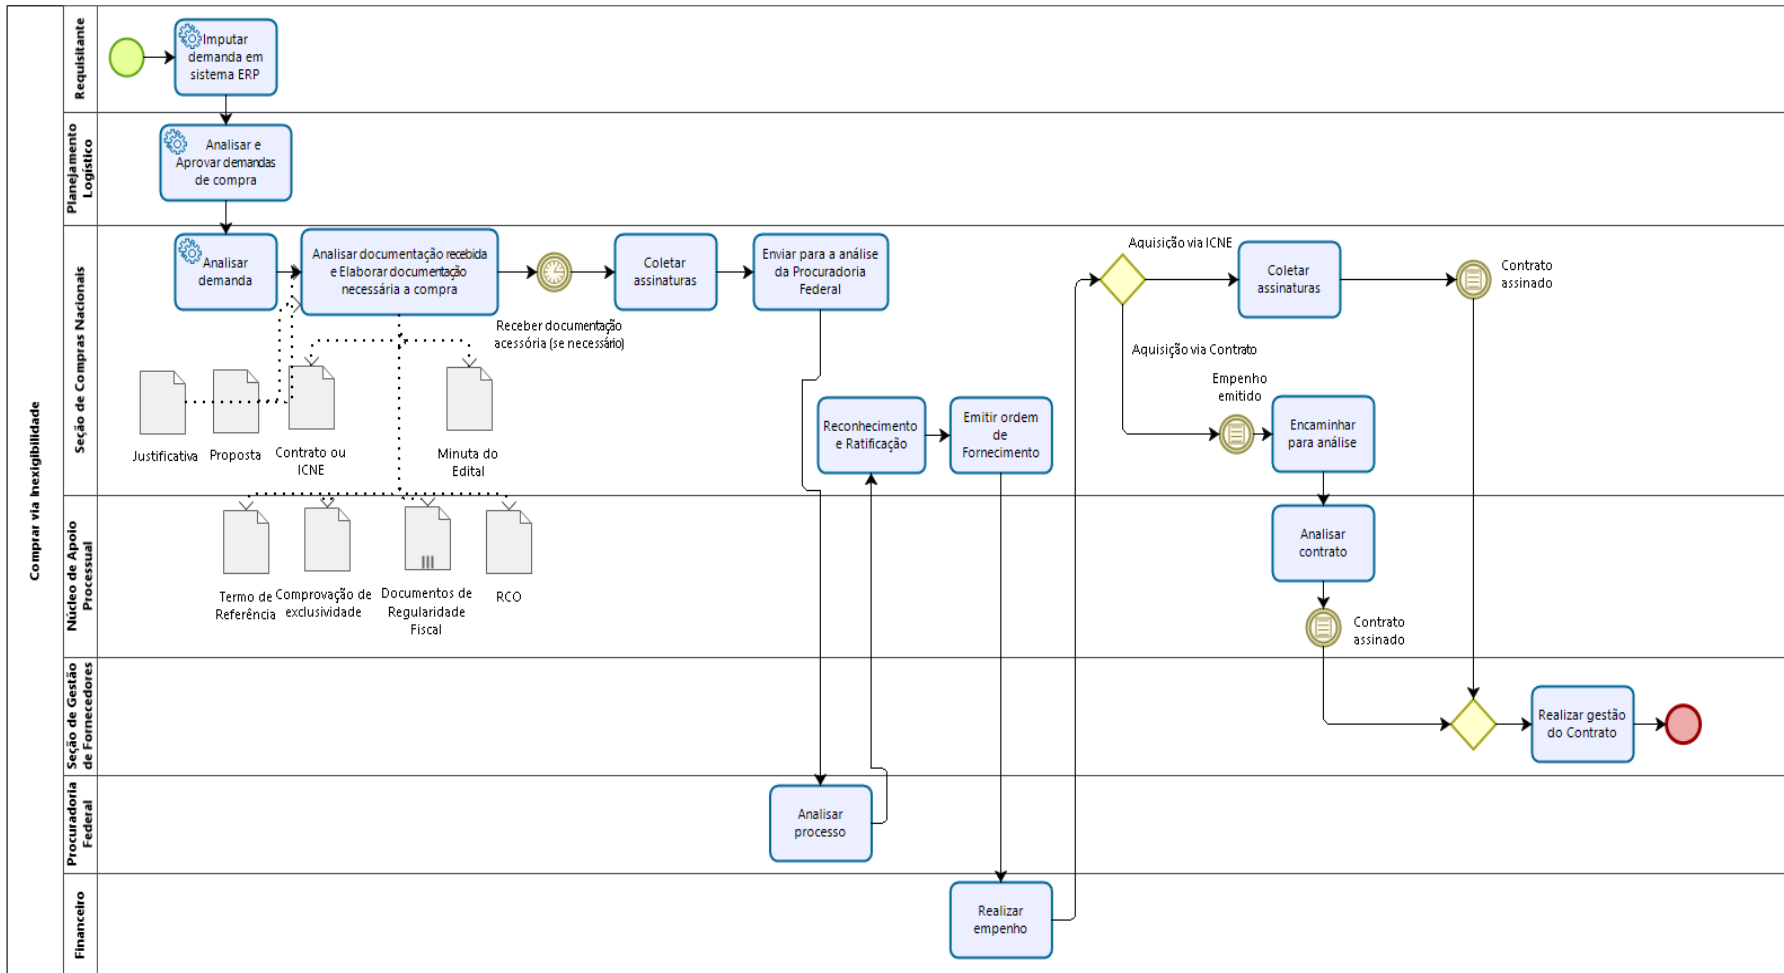 Comprar via Inexigibilidade
Requisitante
Imputar
demanda em
sistema ERP
Planejamento
Logístico
Analisar e
Aprovar demandas
de compra
Seção de Compras Nacionais
Analisar
demanda
Analisar documentação recebida
e Elaborar documentação
necessária a compra
Receber documentação
acessória (se necessário)
Coletar
assinaturas
Enviar para a análise
da Procuradoria
Federal
Justificativa
Proposta
Contrato ou
ICNE
Minuta do
Edital
Reconhecimento
e Ratificação
Emitir ordem
de
Fornecimento
Aquisição via ICNE
Coletar
assinaturas
Contrato
assinado
Aquisição via Contrato
Empenho
emitido
Encaminhar
para análise
Núcleo de Apoio
Processual
Termo de
Referência
Comprovação de
exclusividade
Documentos de
Regularidade
Fiscal
RCO
Analisar
contrato
Contrato
assinado
Seção de Gestão
de Fornecedores
Realizar gestão
do Contrato
Procuradoria
Federal
Analisar
processo
Financeiro
Realizar
empenho